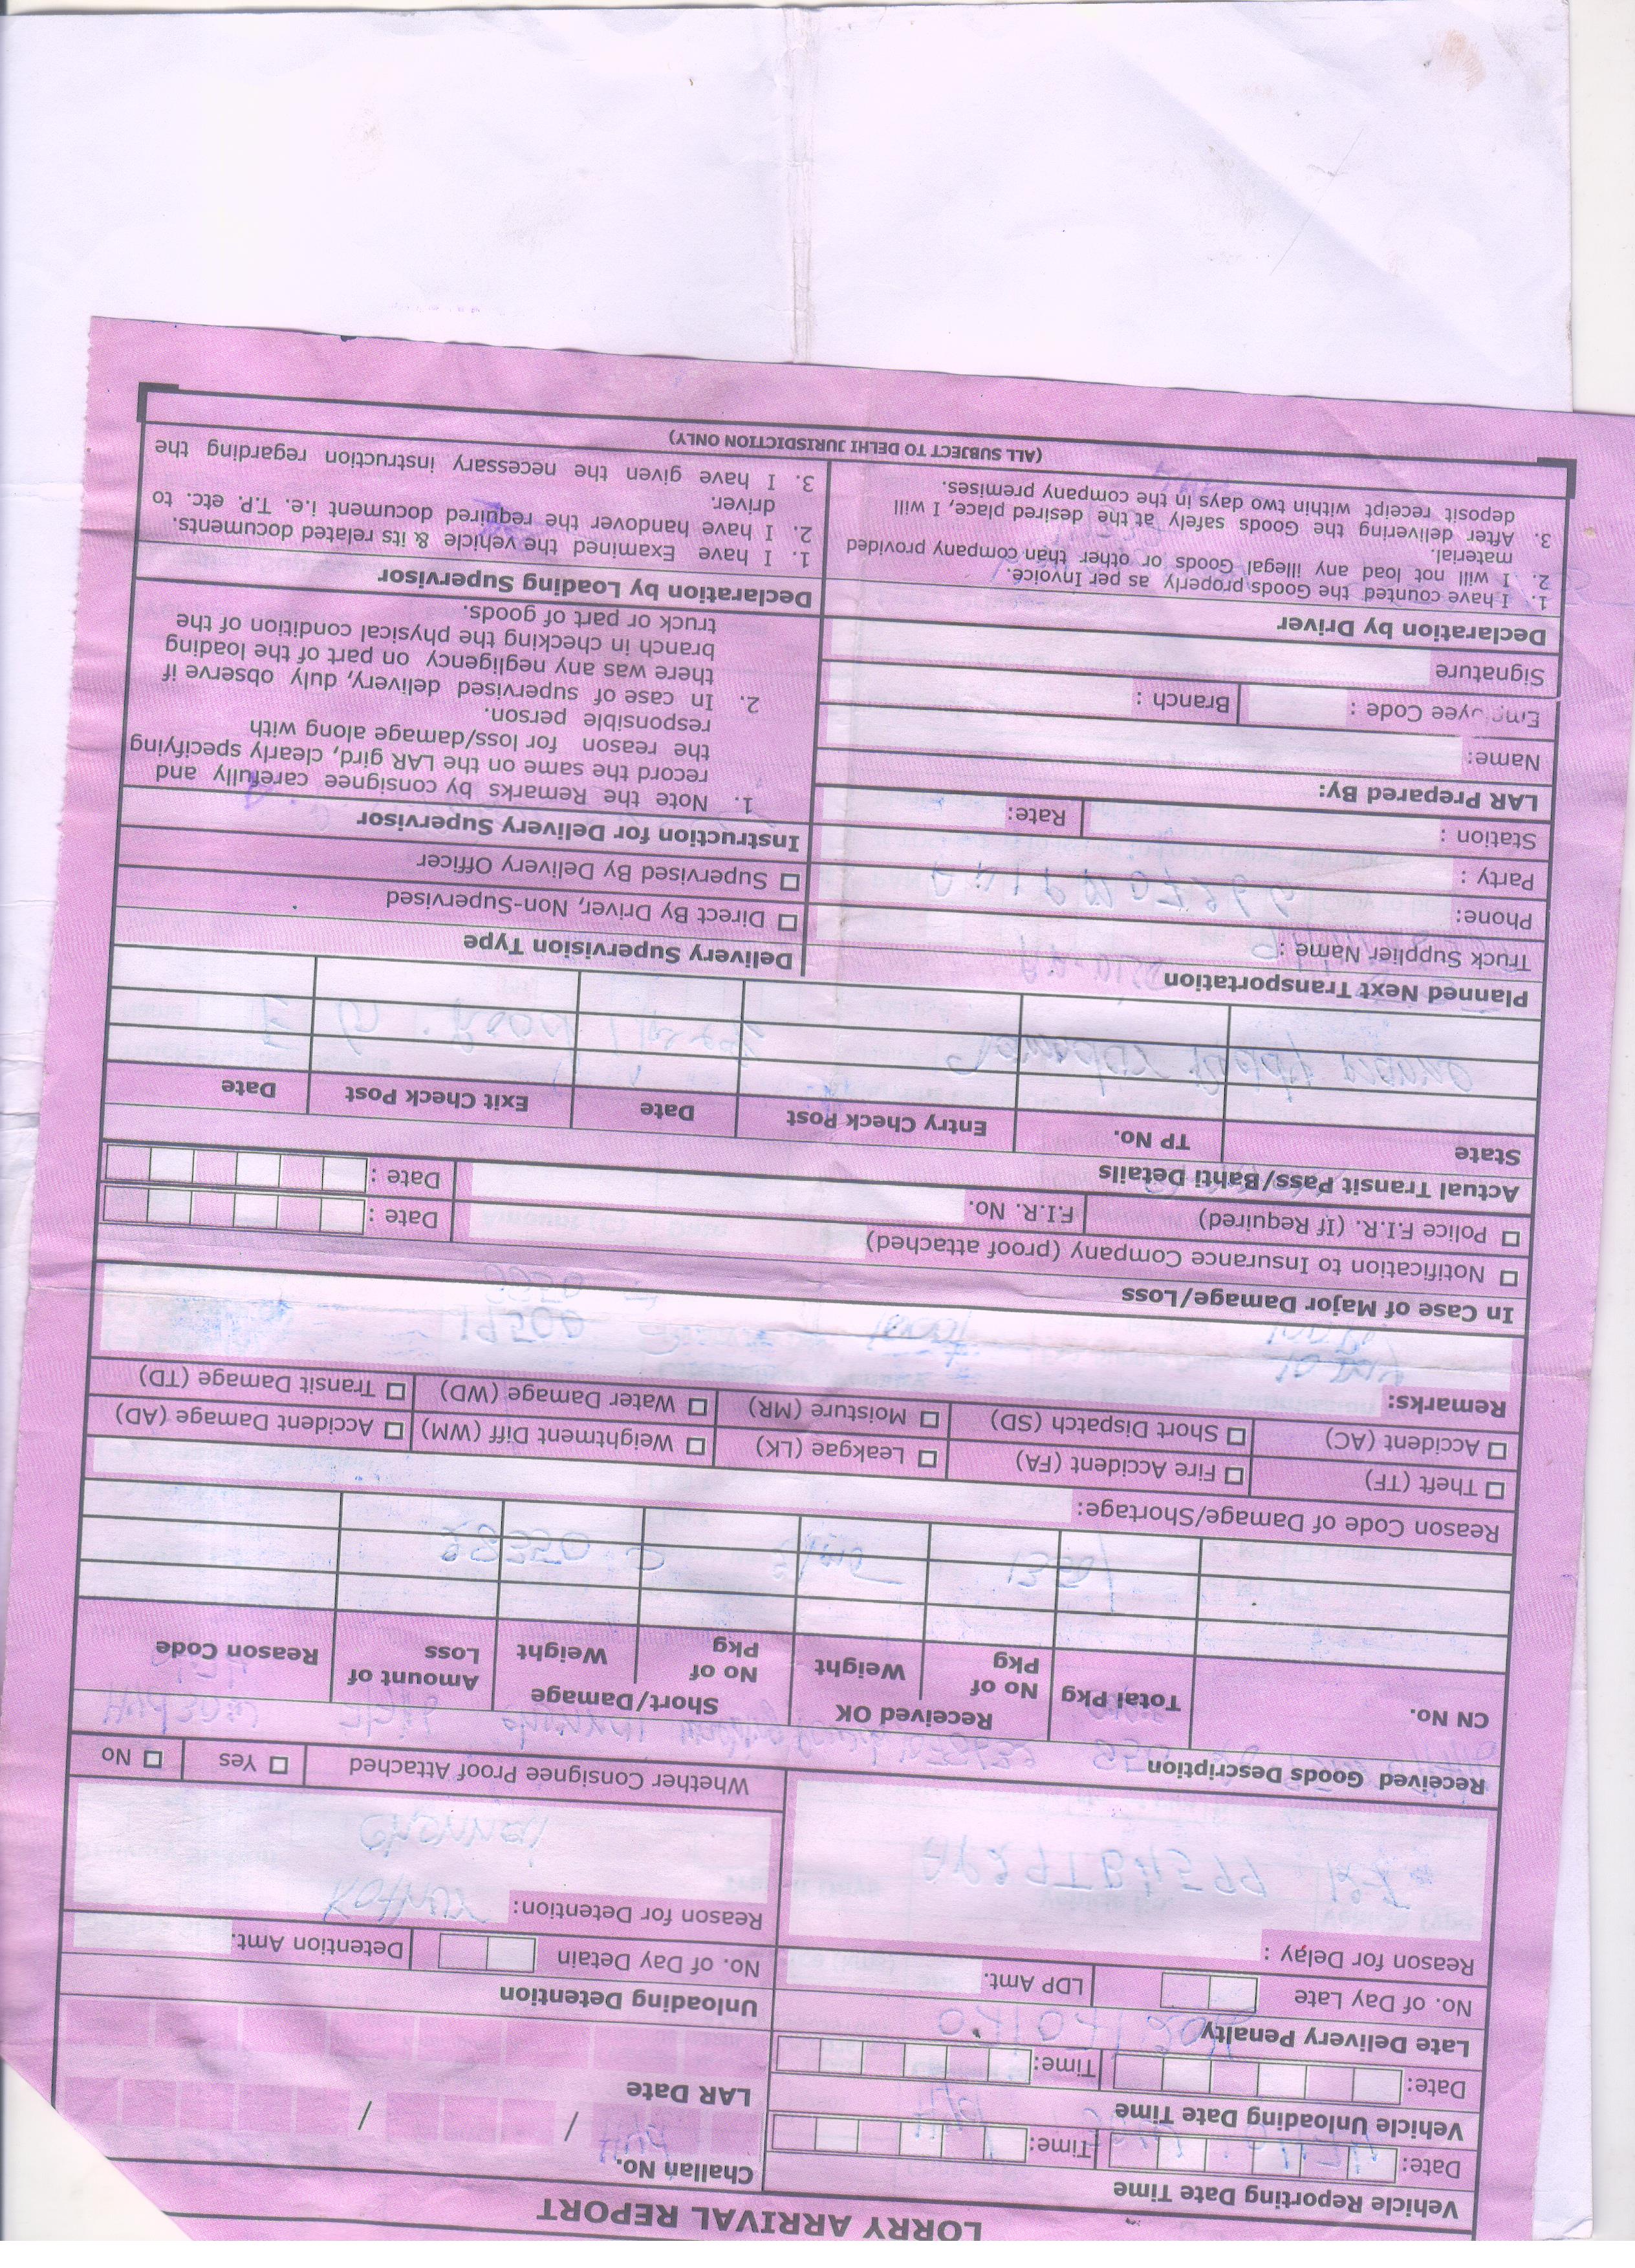 LORRY ARRIVAL REPORT
Vehicle Reporting Date Time
Date: Time:
Vehicle Unloading Date Time
Date: Time:
Late Delivery Penalty
No. of Day Late LDP Amt.
Reason for Delay :
Challan No.
/ /
LAR Date
Unloading Detention
No. of Day Detain Detention Amt.
Reason for Detention:
Whether Consignee Proof Attached Yes No
Received Goods Description
CN No. Total Pkg Received OK Short/Damage Amount of Loss Reason Code
No of Pkg Weight No of Pkg Weight
Reason Code of Damage/Shortage:
Theft (TF) Fire Accident (FA) Leakgae (LK) Weightment Diff (WM) Accident Damage (AD)
Accident (AC) Short Dispatch (SD) Moisture (MR) Water Damage (WD) Transit Damage (TD)
Remarks:
In Case of Major Damage/Loss
Notification to Insurance Company (proof attached) Date :
Police F.I.R. (If Required) F.I.R. No. Date :
Actual Transit Pass/Bahti Details
State TP No. Entry Check Post Date Exit Check Post Date
Planned Next Transportation
Truck Supplier Name :
Phone:
Party :
Station : Rate:
LAR Prepared By:
Name:
Employee Code : Branch :
Signature
Declaration by Driver
1. I have counted the Goods properly as per Invoice.
2. I will not load any illegal Goods or other than company provided
material.
3. After delivering the Goods safely at the desired place, I will
deposit receipt within two days in the company premises.
Delivery Supervision Type
Direct By Driver, Non-Supervised
Supervised By Delivery Officer
Instruction for Delivery Supervisor
1. Note the Remarks by consignee carefully and
record the same on the LAR gird, clearly specifying
the reason for loss/damage along with
responsible person.
2. In case of supervised delivery, duly observe if
there was any negligency on part of the loading
branch in checking the physical condition of the
truck or part of goods.
Declaration by Loading Supervisor
1. I have Examined the vehicle & its related documents.
2. I have handover the required document i.e. T.P. etc. to
driver.
3. I have given the necessary instruction regarding the
(ALL SUBJECT TO DELHI JURISDICTION ONLY)